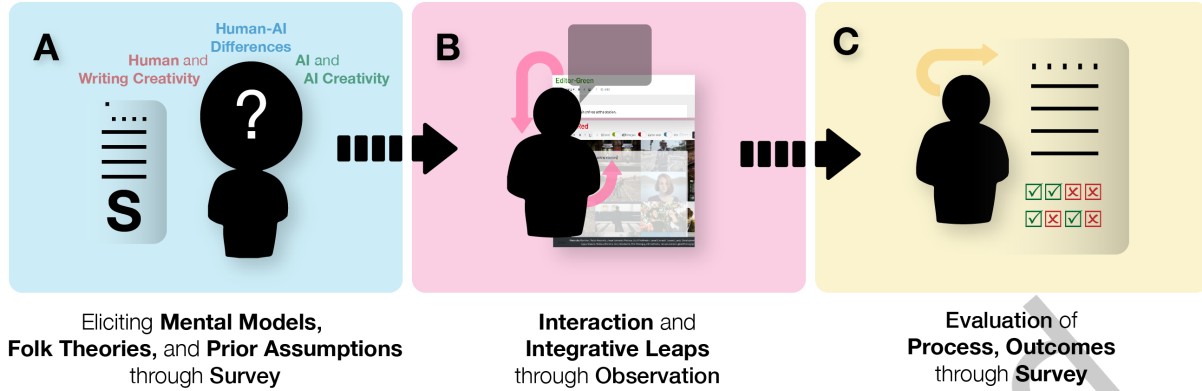 A
Human-AI
Differences
Human and
Writing Creativity
AI and
AI Creativity
?
S
B
Editor-Green
Red
C
Eliciting Mental Models,
Folk Theories, and Prior Assumptions
through Survey
Interaction and
Integrative Leaps
through Observation
Evaluation of
Process, Outcomes
through Survey